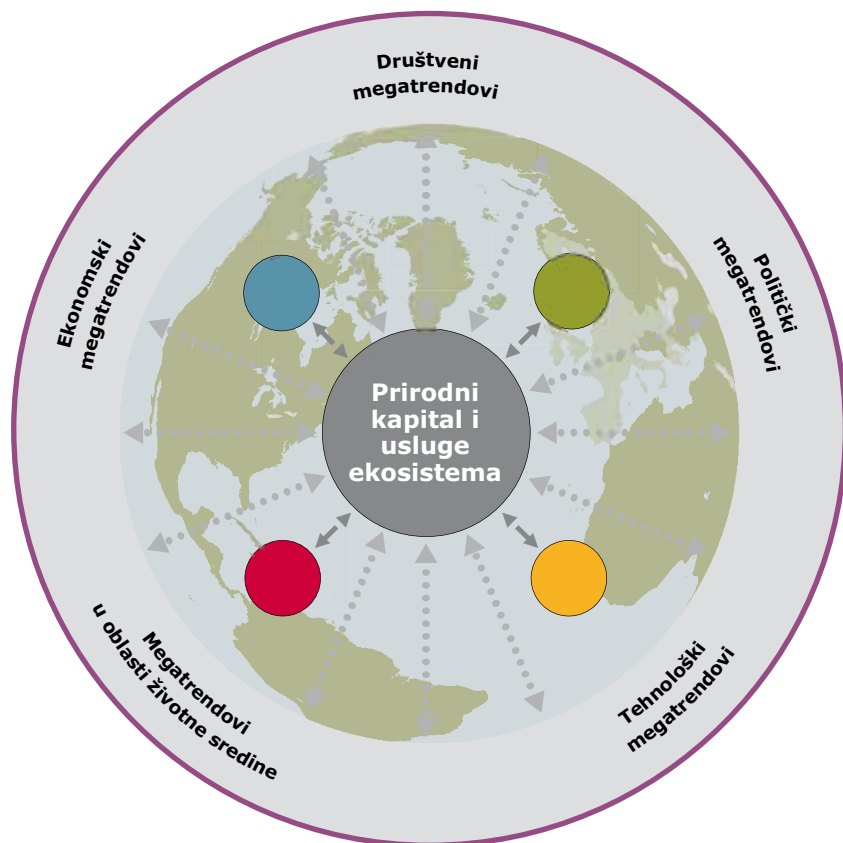 Društveni
megatrendovi
Ekonomski
megatrendovi
Politički
megatrendovi
Prirodni
kapital i
usluge
ekosistema
Megatrendovi
u oblasti životne sredine
Tehnološki
megatrendovi